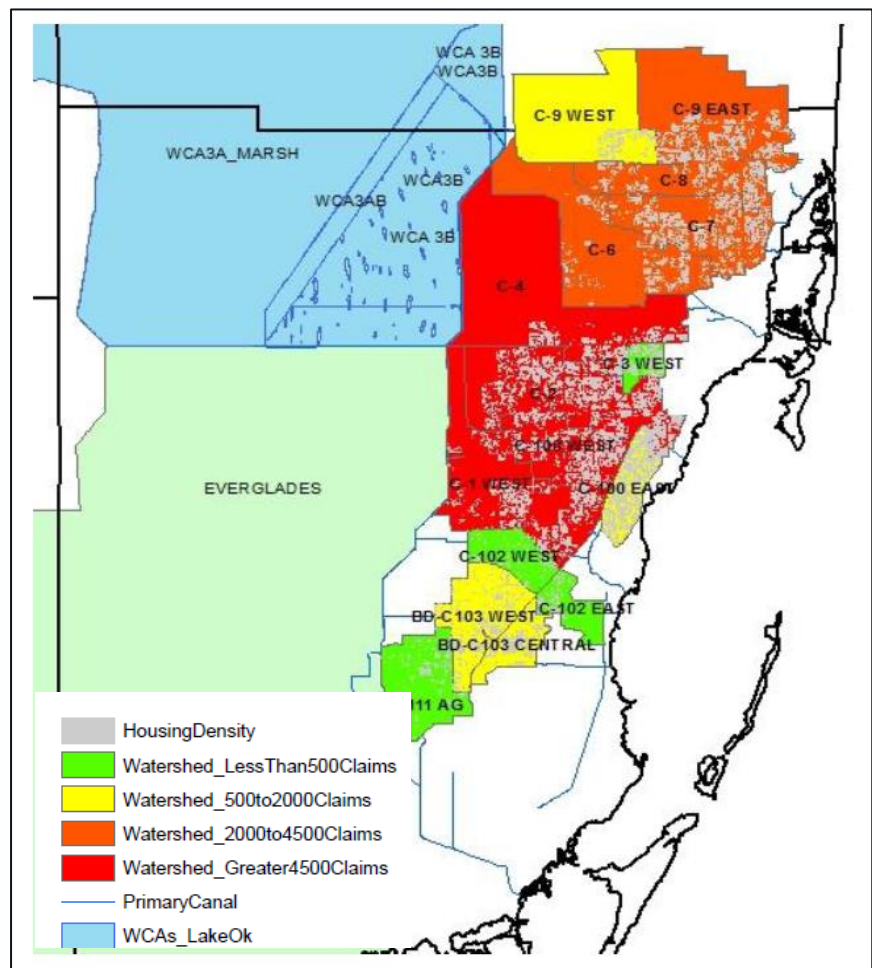 WCA 3B
WCA3B
C-9 WEST
C-9 EAST
WCA3A_MARSH
WCA3B
C-8
WCA3AB
WCA 3B
C-7
C-6
C-4
C-3 WEST
C-2
C-100 WEST
C-1 WEST
C-100 EAST
EVERGLADES
C-102 WEST
C-102 EAST
BD-C103 WEST
BD-C103 CENTRAL
111 AG
HousingDensity
Watershed_LessThan500Claims
Watershed_500to2000Claims
Watershed_2000to4500Claims
Watershed_Greater4500Claims
PrimaryCanal
WCAs_LakeOk